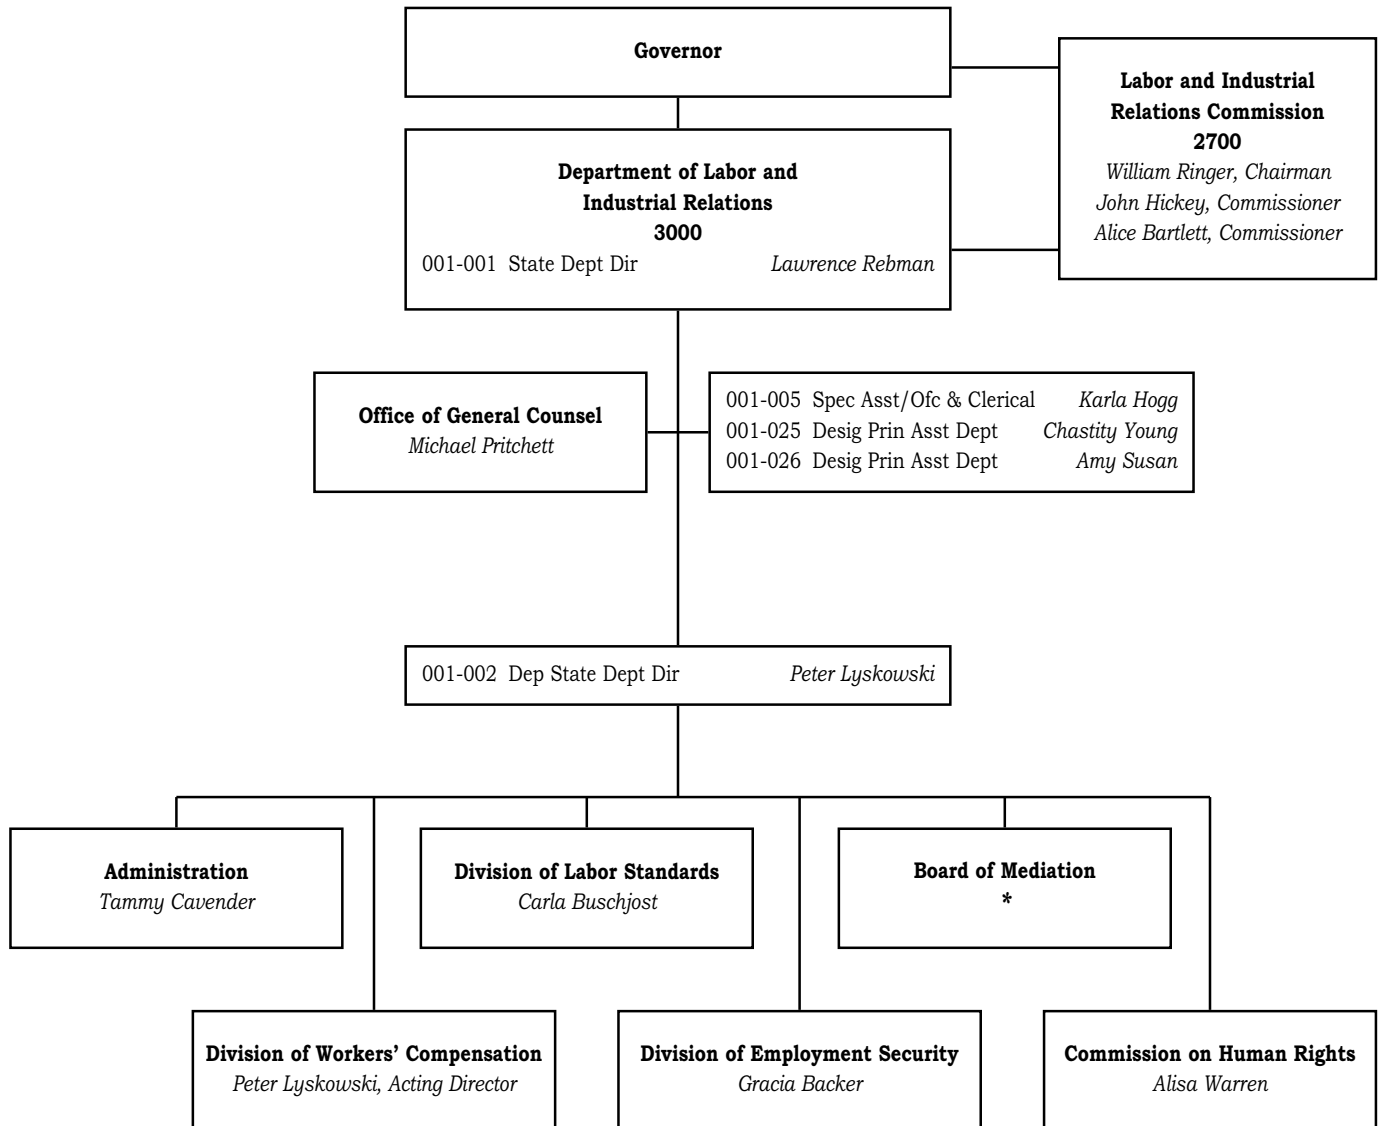 Governor
Labor and Industrial
Relations Commission
2700
William Ringer, Chairman
John Hickey, Commissioner
Alice Bartlett, Commissioner
Department of Labor and
Industrial Relations
3000
001-001 State Dept Dir Lawrence Rebman
Office of General Counsel
Michael Pritchett
001-005 Spec Asst/Ofc & Clerical Karla Hogg
001-025 Desig Prin Asst Dept Chastity Young
001-026 Desig Prin Asst Dept Amy Susan
001-002 Dep State Dept Dir Peter Lyskowski
Administration
Tammy Cavender
Division of Labor Standards
Carla Buschjost
Board of Mediation
*
Division of Workers’ Compensation
Peter Lyskowski, Acting Director
Division of Employment Security
Gracia Backer
Commission on Human Rights
Alisa Warren